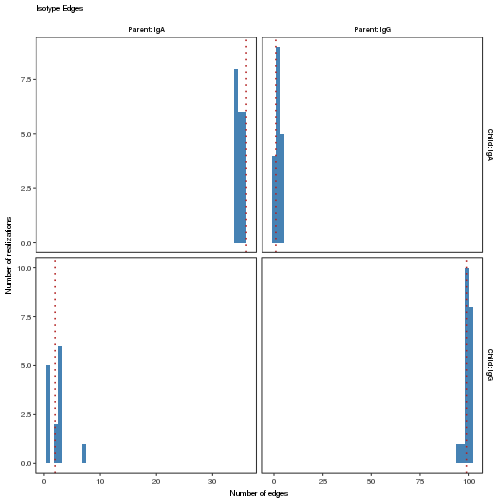 Isotype Edges
Parent: IgA
Parent: IgG
7.5
5.0
2.5
0.0
Child: IgA
Number of realizations
10.0
7.5
5.0
2.5
0.0
Child: IgG
0
10
20
30
0
25
50
75
100
Number of edges